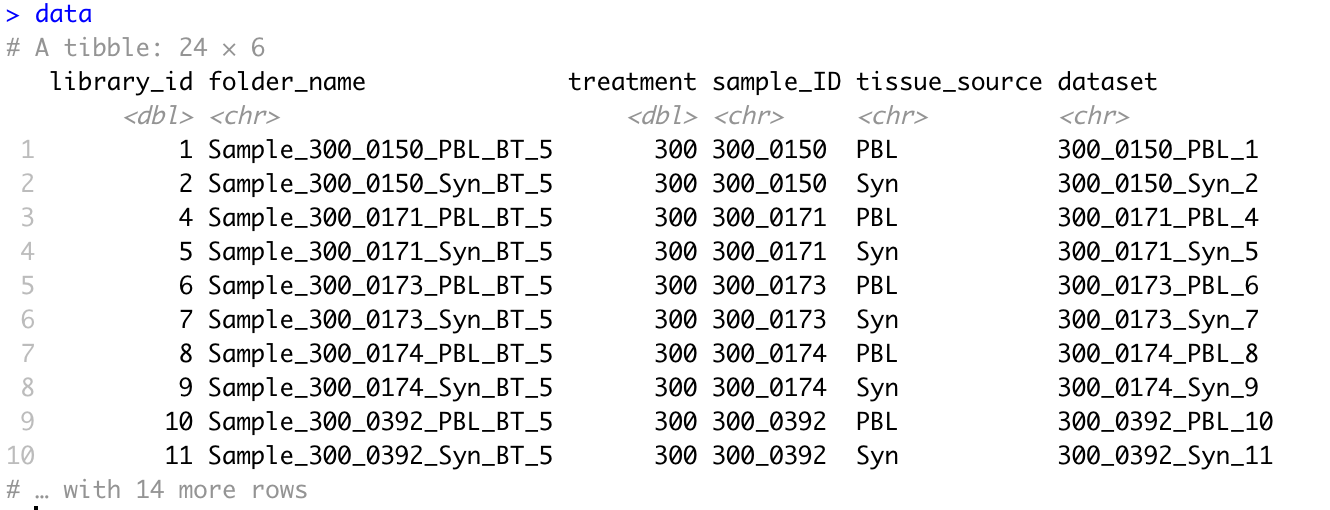 > data
# A tibble: 24 × 6
   library_id folder_name              treatment sample_ID tissue_source dataset
        <dbl> <chr>                        <dbl> <chr>     <chr>         <chr>
 1          1 Sample_300_0150_PBL_BT_5       300 300_0150  PBL           300_0150_PBL_1
 2          2 Sample_300_0150_Syn_BT_5       300 300_0150  Syn           300_0150_Syn_2
 3          4 Sample_300_0171_PBL_BT_5       300 300_0171  PBL           300_0171_PBL_4
 4          5 Sample_300_0171_Syn_BT_5       300 300_0171  Syn           300_0171_Syn_5
 5          6 Sample_300_0173_PBL_BT_5       300 300_0173  PBL           300_0173_PBL_6
 6          7 Sample_300_0173_Syn_BT_5       300 300_0173  Syn           300_0173_Syn_7
 7          8 Sample_300_0174_PBL_BT_5       300 300_0174  PBL           300_0174_PBL_8
 8          9 Sample_300_0174_Syn_BT_5       300 300_0174  Syn           300_0174_Syn_9
 9         10 Sample_300_0392_PBL_BT_5       300 300_0392  PBL           300_0392_PBL_10
10         11 Sample_300_0392_Syn_BT_5       300 300_0392  Syn           300_0392_Syn_11
# … with 14 more rows